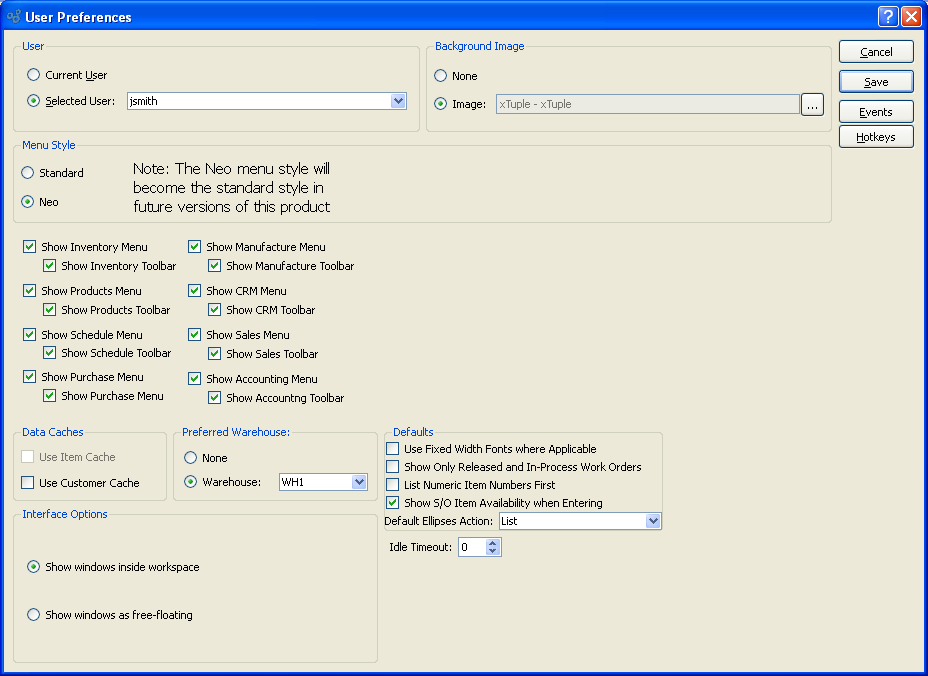 User Preferences
User
Current User
Selected User: jsmith
Background Image
None
Image: xTuple - xTuple ...
Cancel
Save
Events
Hotkeys
Menu Style
Standard
Neo
Note: The Neo menu style will
become the standard style in
future versions of this product
Show Inventory Menu
Show Inventory Toolbar
Show Products Menu
Show Products Toolbar
Show Schedule Menu
Show Schedule Toolbar
Show Purchase Menu
Show Purchase Menu
Show Manufacture Menu
Show Manufacture Toolbar
Show CRM Menu
Show CRM Toolbar
Show Sales Menu
Show Sales Toolbar
Show Accounting Menu
Show Accountng Toolbar
Data Caches
Use Item Cache
Use Customer Cache
Preferred Warehouse:
None
Warehouse: WH1
Defaults
Use Fixed Width Fonts where Applicable
Show Only Released and In-Process Work Orders
List Numeric Item Numbers First
Show S/O Item Availability when Entering
Default Ellipses Action: List
Idle Timeout: 0
Interface Options
Show windows inside workspace
Show windows as free-floating